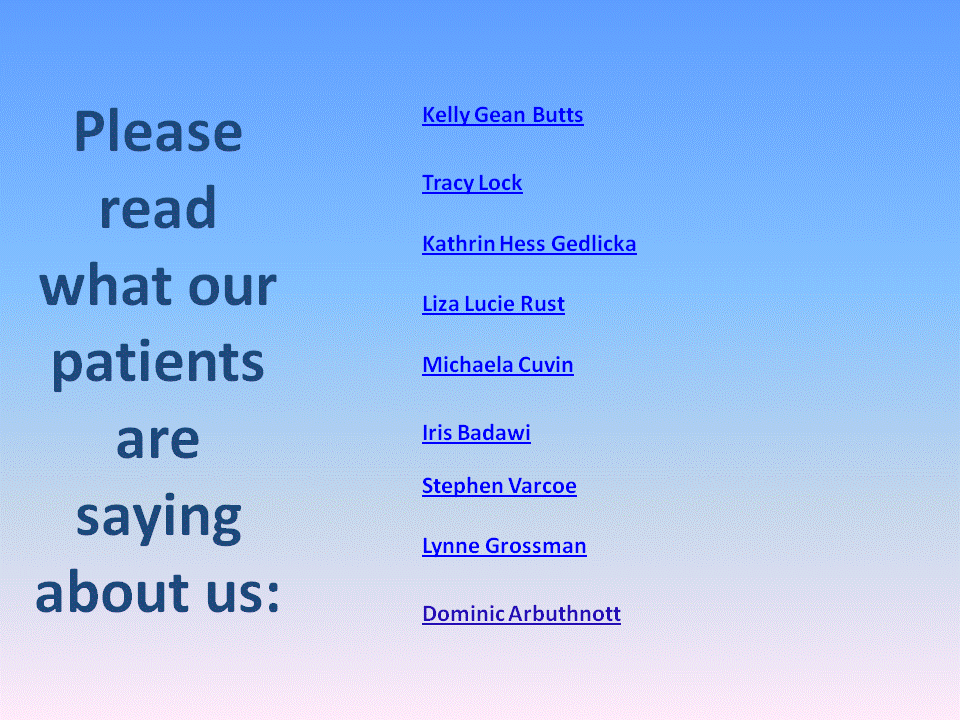 Please
read
what our
patients
are
saying
about us:
Kelly Gean Butts
Tracy Lock
Kathrin Hess Gedlicka
Liza Lucie Rust
Michaela Cuvin
Iris Badawi
Stephen Varcoe
Lynne Grossman
Dominic Arbuthnott